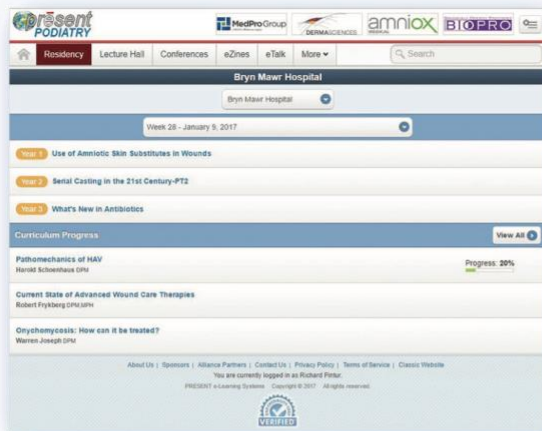 présent
PODIATRY
MedPro Group
DERMASCIENCES
amniox
MEDICAL
BIOPRO
Residency
Lecture Hall
Conferences
eZines
eTalk
More
Search
Bryn Mawr Hospital
Bryn Mawr Hospital
Week 28 - January 9, 2017
Year 1 Use of Amniotic Skin Substitutes in Wounds
Year 2 Serial Casting in the 21st Century-PT2
Year 3 What's New in Antibiotics
Curriculum Progress
View All
Pathomechanics of HAV
Progress: 20%
Harold Schoenhaus DPM
Current State of Advanced Wound Care Therapies
Robert Frykberg DPM,MPH
Onychomycosis: How can it be treated?
Warren Joseph DPM
About Us | Sponsors | Alliance Partners | Contact Us | Privacy Policy | Terms of Service | Classic Website
You are currently logged in as Richard Pintur.
PRESENT e-Learning Systems Copyright © 2017 All rights reserved.
VERIFIED